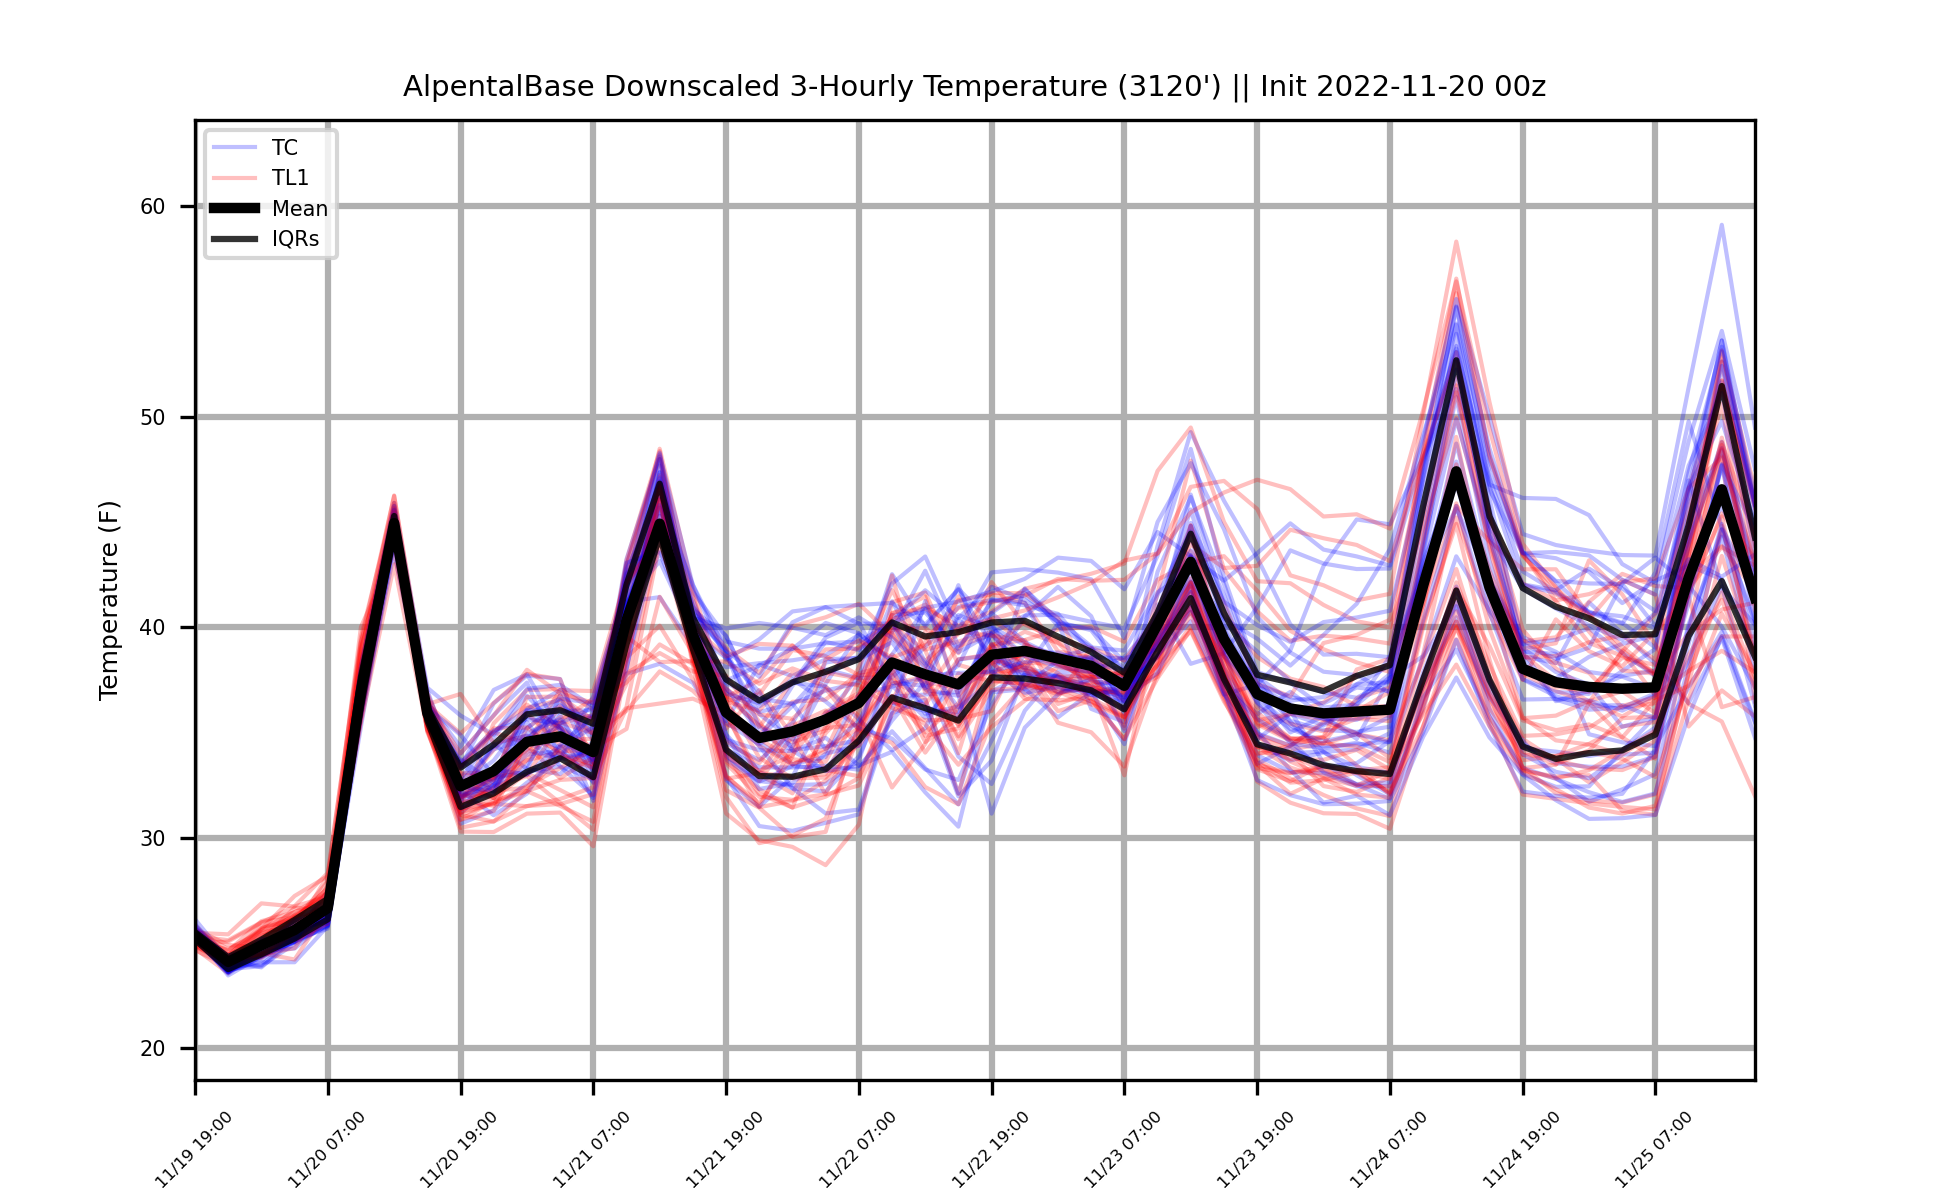 AlpentalBase Downscaled 3-Hourly Temperature (3120') || Init 2022-11-20 00z
TC
TL1
Mean
IQRs
Temperature (F)
60
50
40
30
20
11/19 19:00
11/20 07:00
11/20 19:00
11/21 07:00
11/21 19:00
11/22 07:00
11/22 19:00
11/23 07:00
11/23 19:00
11/24 07:00
11/24 19:00
11/25 07:00